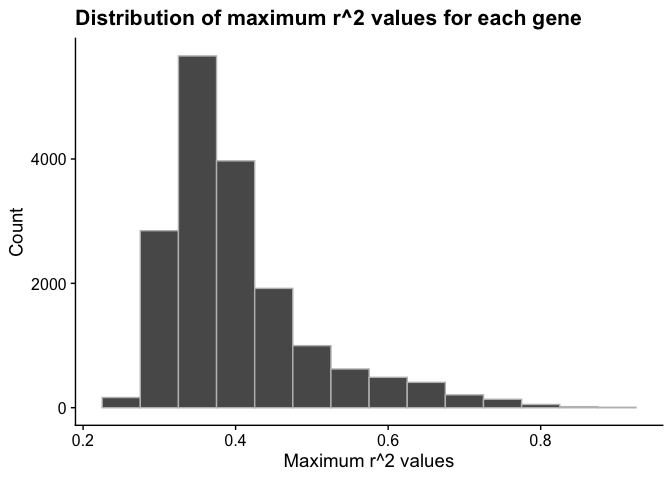 Distribution of maximum r^2 values for each gene
Count
4000
2000
0
0.2 0.4 0.6 0.8
Maximum r^2 values